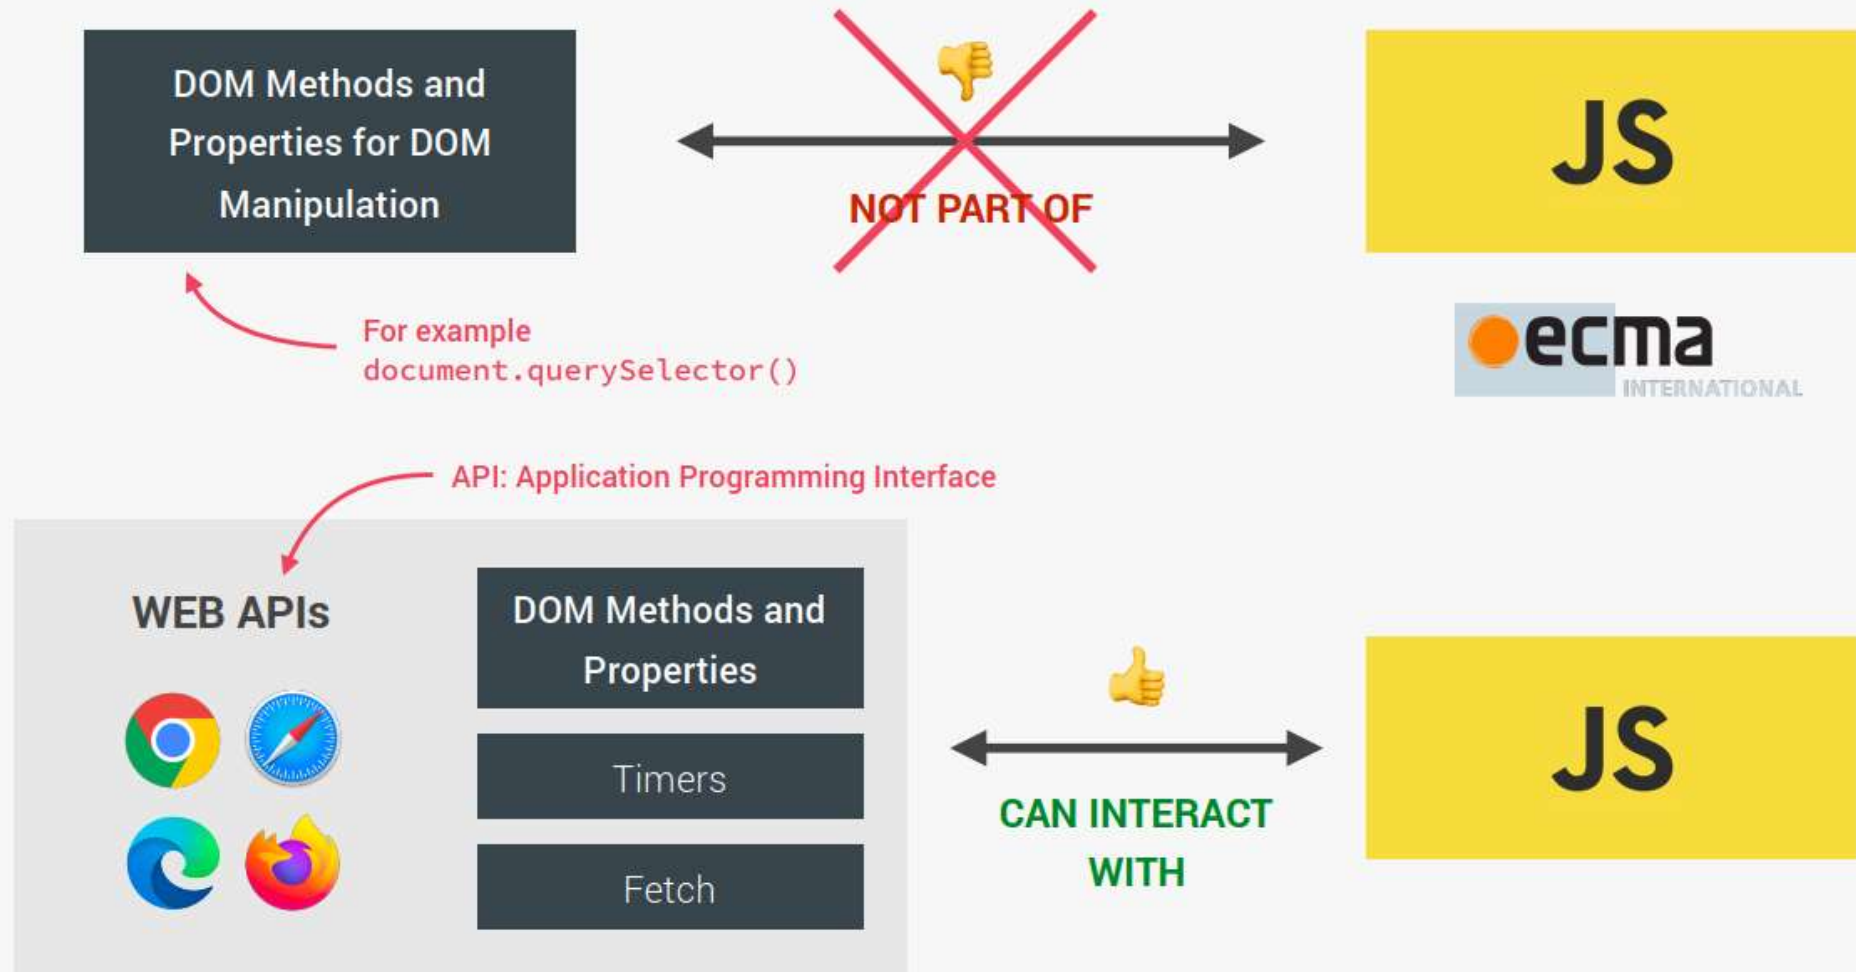 DOM Methods and
Properties for DOM
Manipulation
NOT PART OF
JS
ecma
INTERNATIONAL
For example
document.querySelector()
API: Application Programming Interface
WEB APIs
DOM Methods and
Properties
Timers
Fetch
CAN INTERACT
WITH
JS